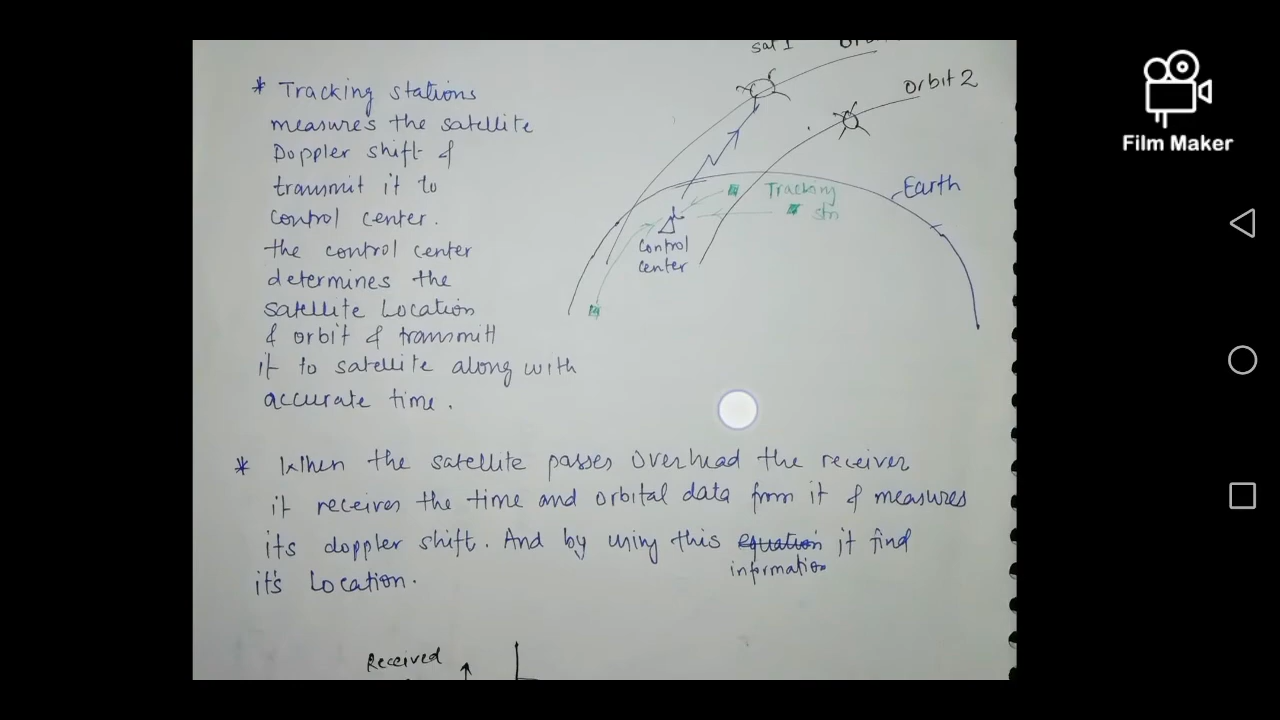 sat 1
orbit 2
* Tracking stations
measures the satellite
Doppler shift &
transmit it to
control center.
the control center
determines the
satellite Location
& orbit & transmitt
it to satellite along with
accurate time.
Earth
Tracking
stn
control
center
* When the satellite passes overhead the receiver
it receives the time and orbital data from it & measures
its doppler shift. And by using this equation it find
information
it's Location.
Received
Film Maker